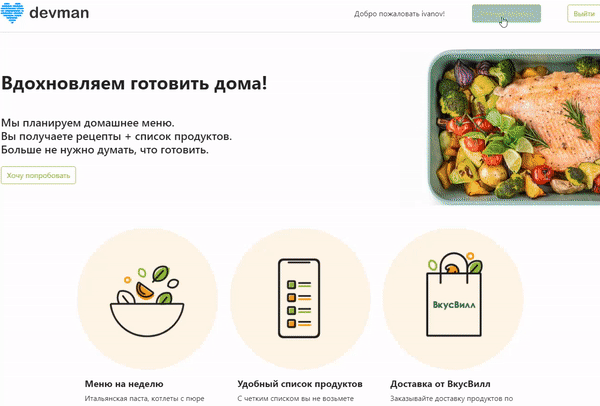 devman
Добро пожаловать ivanov!
Выйти
Вдохновляем готовить дома!
Мы планируем домашнее меню.
Вы получаете рецепты + список продуктов.
Больше не нужно думать, что готовить.
Хочу попробовать
ВкусВилл
Меню на неделю
Итальянская паста, котлеты с пюре
Удобный список продуктов
С четким списком вы не возьмете
Доставка от ВкусВилл
Заказывайте доставку продуктов по